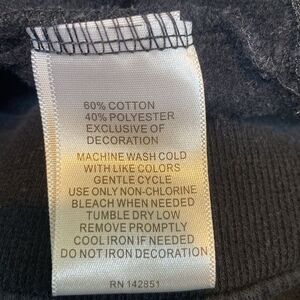 60% COTTON
40% POLYESTER
EXCLUSIVE OF
DECORATION
MACHINE WASH COLD
WITH LIKE COLORS
GENTLE CYCLE
USE ONLY NON-CHLORINE
BLEACH WHEN NEEDED
TUMBLE DRY LOW
REMOVE PROMPTLY
COOL IRON IF NEEDED
DO NOT IRON DECORATION
RN 142851